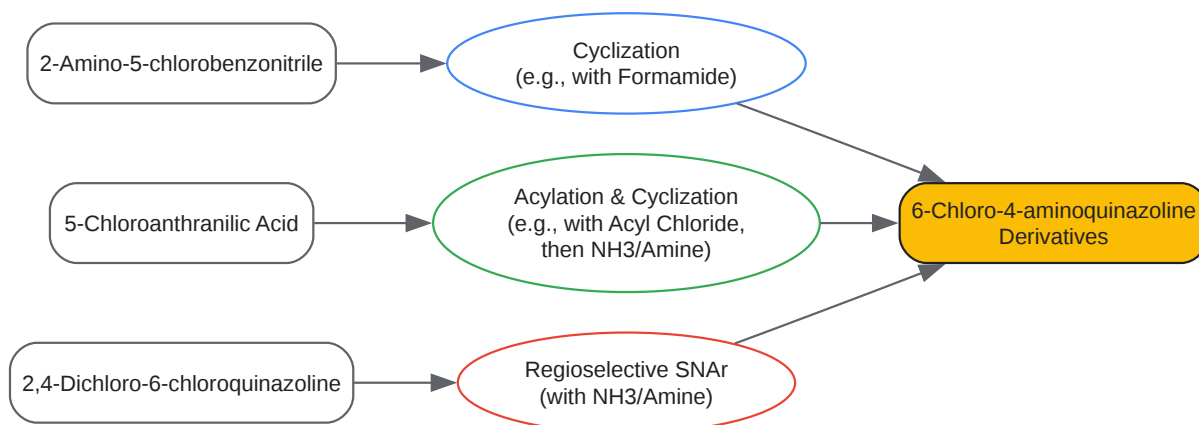 2-Amino-5-chlorobenzonitrile
Cyclization
(e.g., with Formamide)
5-Chloroanthranilic Acid
Acylation & Cyclization
(e.g., with Acyl Chloride,
then NH3/Amine)
6-Chloro-4-aminoquinazoline
Derivatives
2,4-Dichloro-6-chloroquinazoline
Regioselective SNAr
(with NH3/Amine)